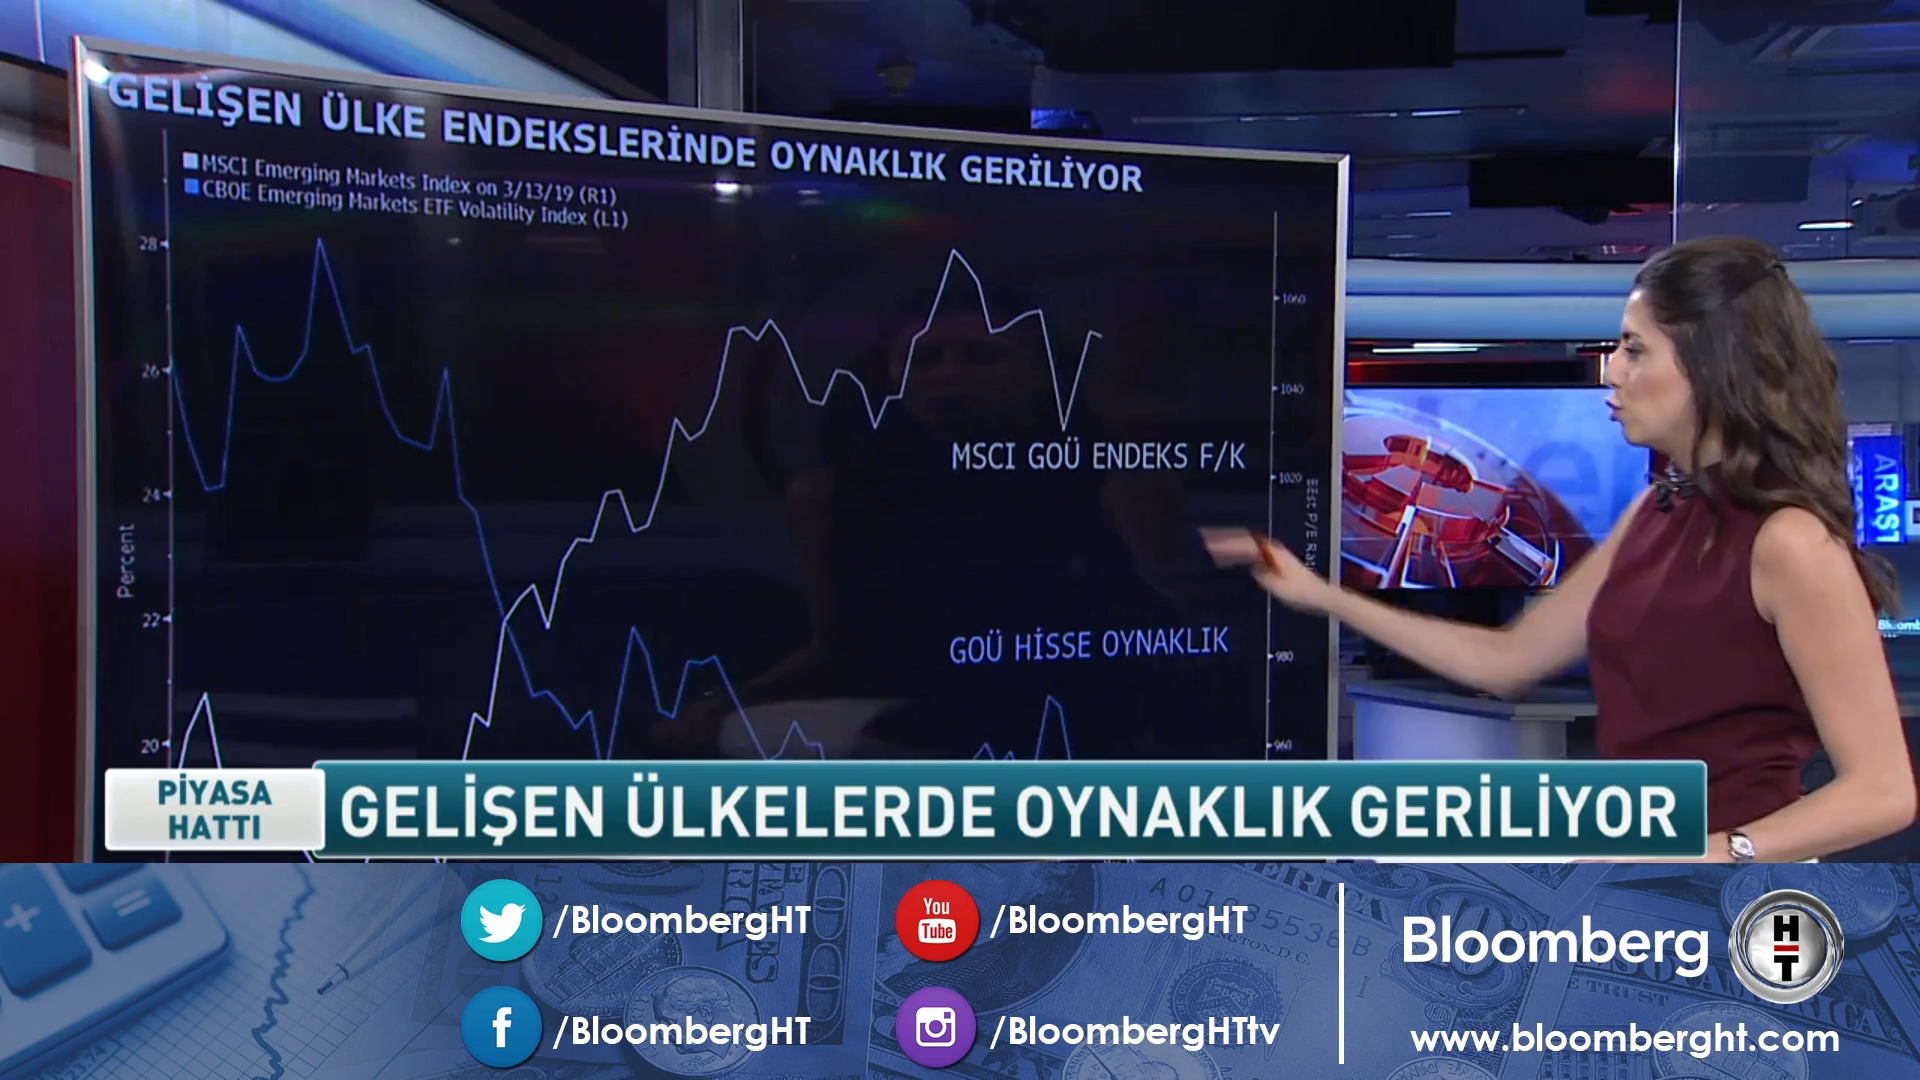 GELİŞEN ÜLKE ENDEKSLERİNDE OYNAKLIK GERİLİYOR
MSCI Emerging Markets Index on 3/13/19 (R1)
CBOE Emerging Markets ETF Volatility Index (L1)
28
26
24
22
20
Percent
1060
1040
1020
980
960
MSCI GOÜ ENDEKS F/K
GOÜ HİSSE OYNAKLIK
PİYASA
HATTI
GELİŞEN ÜLKELERDE OYNAKLIK GERİLİYOR
/BloombergHT
You
Tube
/BloombergHT
/BloombergHT
/BloombergHTtv
Bloomberg
HT
www.bloomberght.com